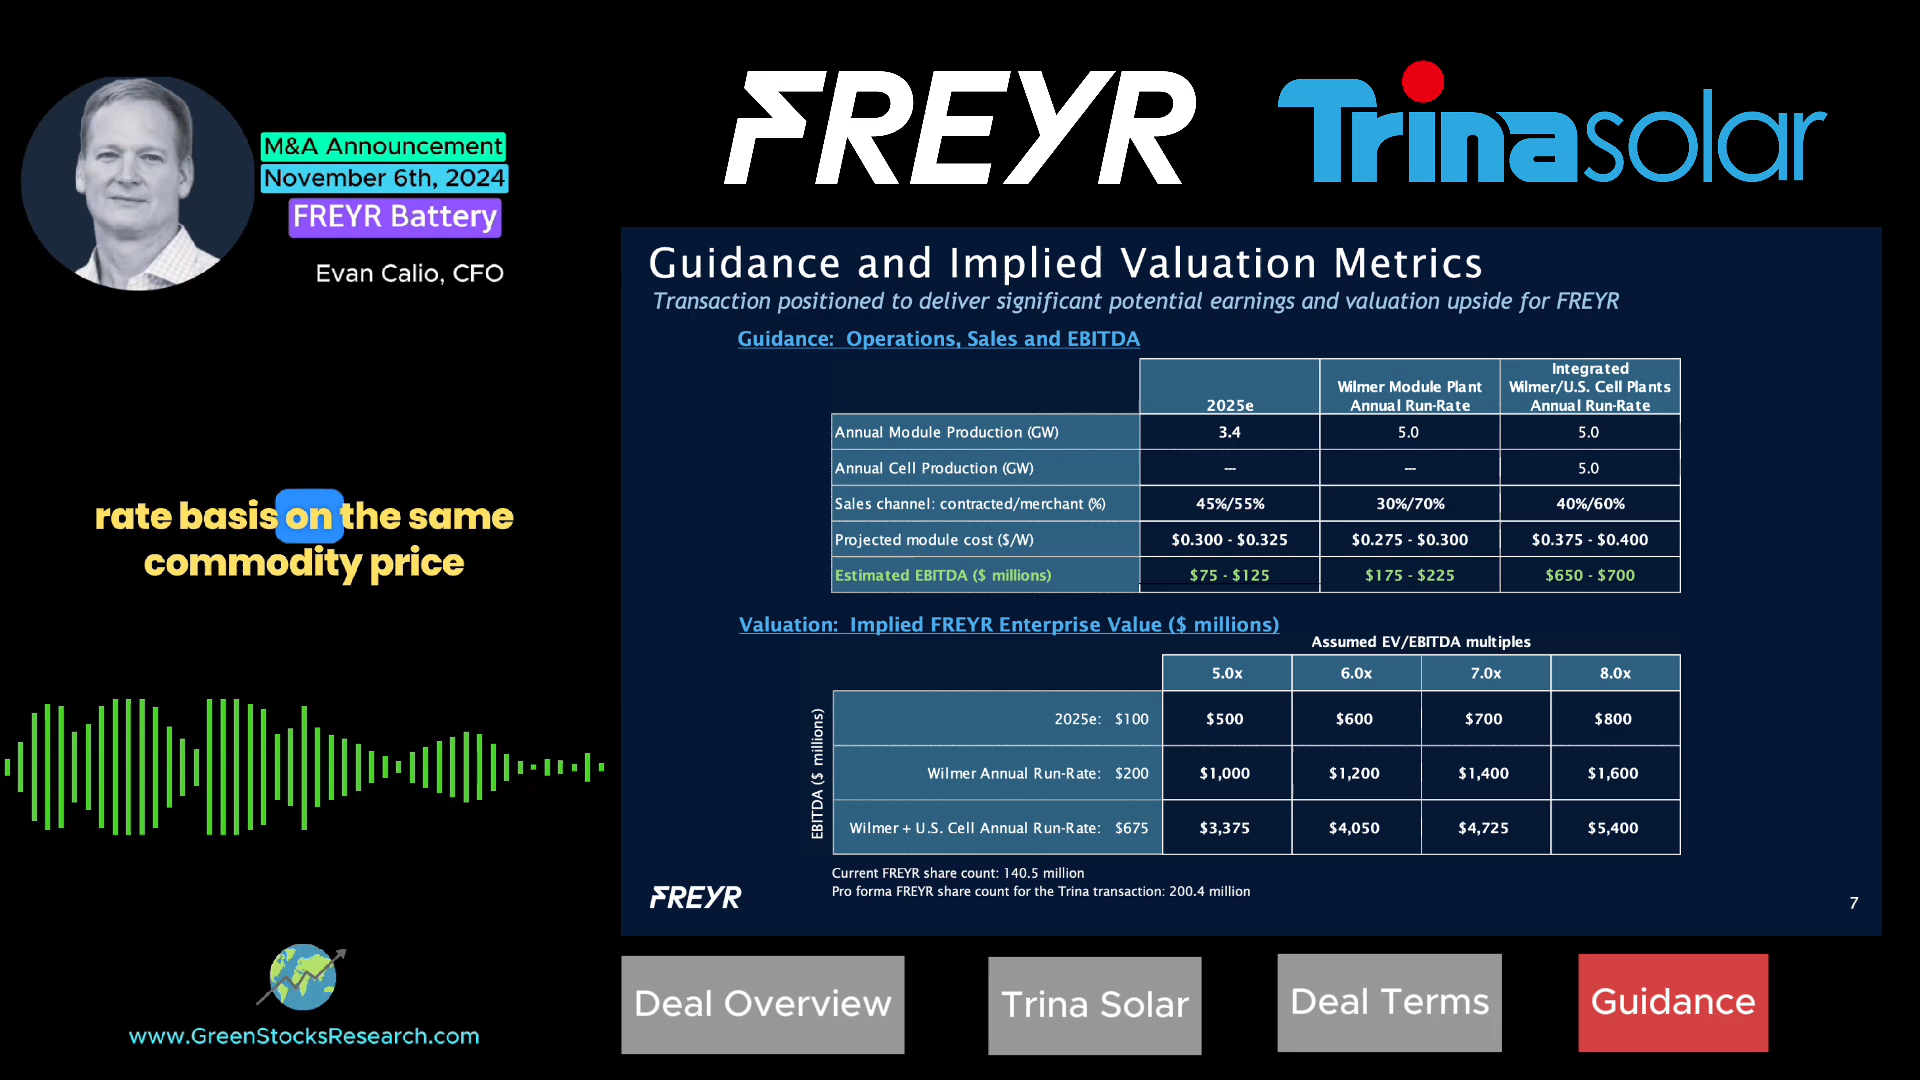 M&A Announcement
November 6th, 2024
FREYR Battery
Evan Calio, CFO
rate basis on the same
commodity price
www.GreenStocksResearch.com
FREYR
Trinasolar
Guidance and Implied Valuation Metrics
Transaction positioned to deliver significant potential earnings and valuation upside for FREYR
Guidance: Operations, Sales and EBITDA
2025e
Wilmer Module Plant
Annual Run-Rate
Integrated
Wilmer/U.S. Cell Plants
Annual Run-Rate
Annual Module Production (GW) 3.4 5.0 5.0
Annual Cell Production (GW) --- --- 5.0
Sales channel: contracted/merchant (%) 45%/55% 30%/70% 40%/60%
Projected module cost ($/W) $0.300 - $0.325 $0.275 - $0.300 $0.375 - $0.400
Estimated EBITDA ($ millions) $75 - $125 $175 - $225 $650 - $700
Valuation: Implied FREYR Enterprise Value ($ millions)
Assumed EV/EBITDA multiples
5.0x 6.0x 7.0x 8.0x
EBITDA ($ millions)
2025e: $100 $500 $600 $700 $800
Wilmer Annual Run-Rate: $200 $1,000 $1,200 $1,400 $1,600
Wilmer + U.S. Cell Annual Run-Rate: $675 $3,375 $4,050 $4,725 $5,400
Current FREYR share count: 140.5 million
Pro forma FREYR share count for the Trina transaction: 200.4 million
FREYR
7
Deal Overview
Trina Solar
Deal Terms
Guidance